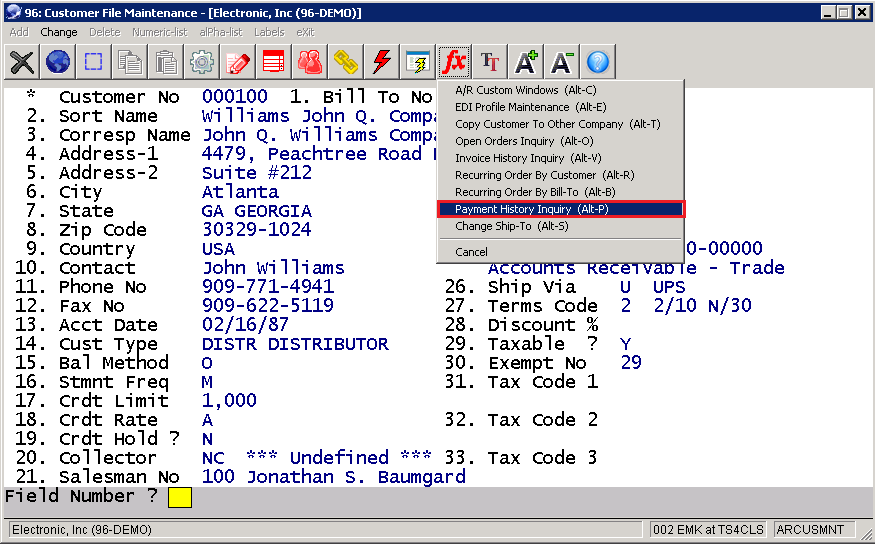 96: Customer File Maintenance - [Electronic, Inc (96-DEMO)]
Add Change Delete Numeric-list alPha-list Labels eXit
fx TT A+ A- ?
* Customer No 000100 1. Bill To No
2. Sort Name Williams John Q. Compa
3. Corresp Name John Q. Williams Compa
4. Address-1 4479, Peachtree Road
5. Address-2 Suite #212
6. City Atlanta
7. State GA GEORGIA
8. Zip Code 30329-1024
9. Country USA 0-00000
10. Contact John Williams Accounts Receivable - Trade
11. Phone No 909-771-4941 26. Ship Via U UPS
12. Fax No 909-622-5119 27. Terms Code 2 2/10 N/30
13. Acct Date 02/16/87 28. Discount %
14. Cust Type DISTR DISTRIBUTOR 29. Taxable ? Y
15. Bal Method O 30. Exempt No 29
16. Stmnt Freq M 31. Tax Code 1
17. Crdt Limit 1,000
18. Crdt Rate A 32. Tax Code 2
19. Crdt Hold ? N
20. Collector NC *** Undefined *** 33. Tax Code 3
21. Salesman No 100 Jonathan S. Baumgard
Field Number ?
A/R Custom Windows (Alt-C)
EDI Profile Maintenance (Alt-E)
Copy Customer To Other Company (Alt-T)
Open Orders Inquiry (Alt-O)
Invoice History Inquiry (Alt-V)
Recurring Order By Customer (Alt-R)
Recurring Order By Bill-To (Alt-B)
Payment History Inquiry (Alt-P)
Change Ship-To (Alt-S)
Cancel
Electronic, Inc (96-DEMO) 002 EMK at TS4CLS ARCUSMNT